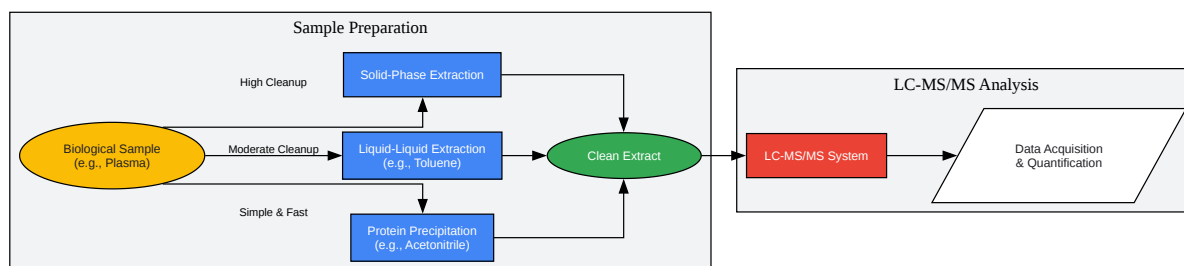 Sample Preparation
High Cleanup
Solid-Phase Extraction
Biological Sample
(e.g., Plasma)
Moderate Cleanup
Liquid-Liquid Extraction
(e.g., Toluene)
Clean Extract
Simple & Fast
Protein Precipitation
(e.g., Acetonitrile)
LC-MS/MS Analysis
LC-MS/MS System
Data Acquisition
& Quantification